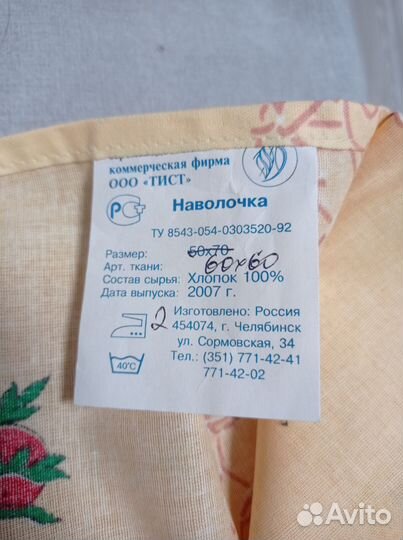 коммерческая фирма
ООО «ТИСТ»
РС
Наволочка
ТУ 8543-054-0303520-92
Размер: 50х70
Арт. ткани: 60х60
Состав сырья: Хлопок 100%
Дата выпуска: 2007 г.
2 Изготовлено: Россия
454074, г. Челябинск
ул. Сормовская, 34
40°C Тел.: (351) 771-42-41
771-42-02
Avito